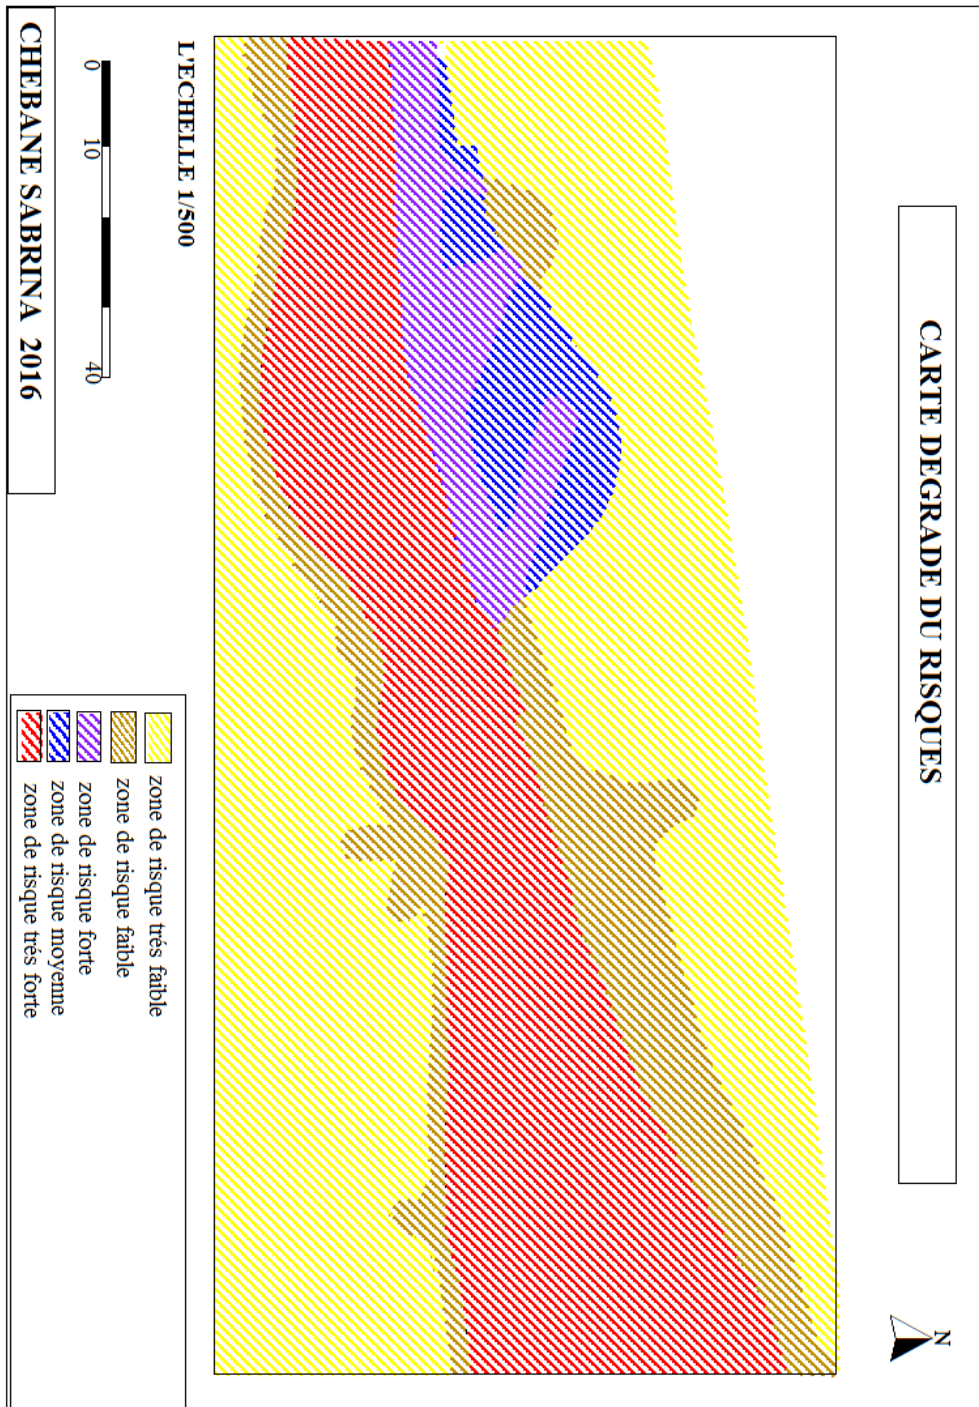 CARTE DEGRADE DU RISQUES
N
L'ECHELLE 1/500
0 10 40
CHEBANE SABRINA 2016
zone de risque trés faible
zone de risque faible
zone de risque forte
zone de risque moyenne
zone de risque trés forte